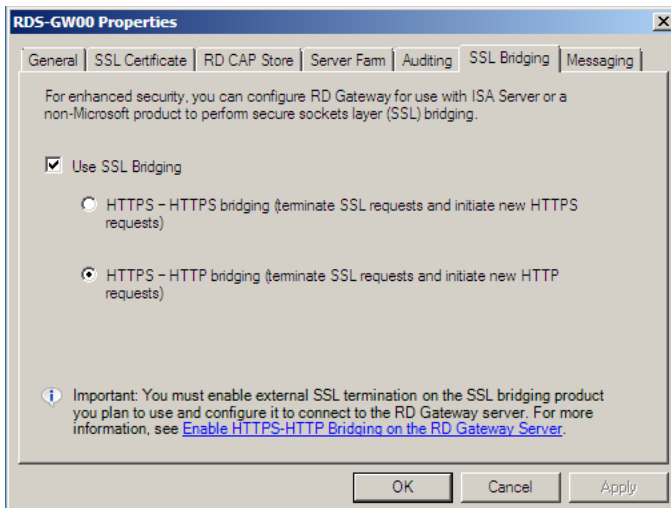 RDS-GW00 Properties
General
SSL Certificate
RD CAP Store
Server Farm
Auditing
SSL Bridging
Messaging
For enhanced security, you can configure RD Gateway for use with ISA Server or a
non-Microsoft product to perform secure sockets layer (SSL) bridging.
Use SSL Bridging
HTTPS – HTTPS bridging (terminate SSL requests and initiate new HTTPS
requests)
HTTPS – HTTP bridging (terminate SSL requests and initiate new HTTP
requests)
Important: You must enable external SSL termination on the SSL bridging product
you plan to use and configure it to connect to the RD Gateway server. For more
information, see Enable HTTPS-HTTP Bridging on the RD Gateway Server.
OK
Cancel
Apply